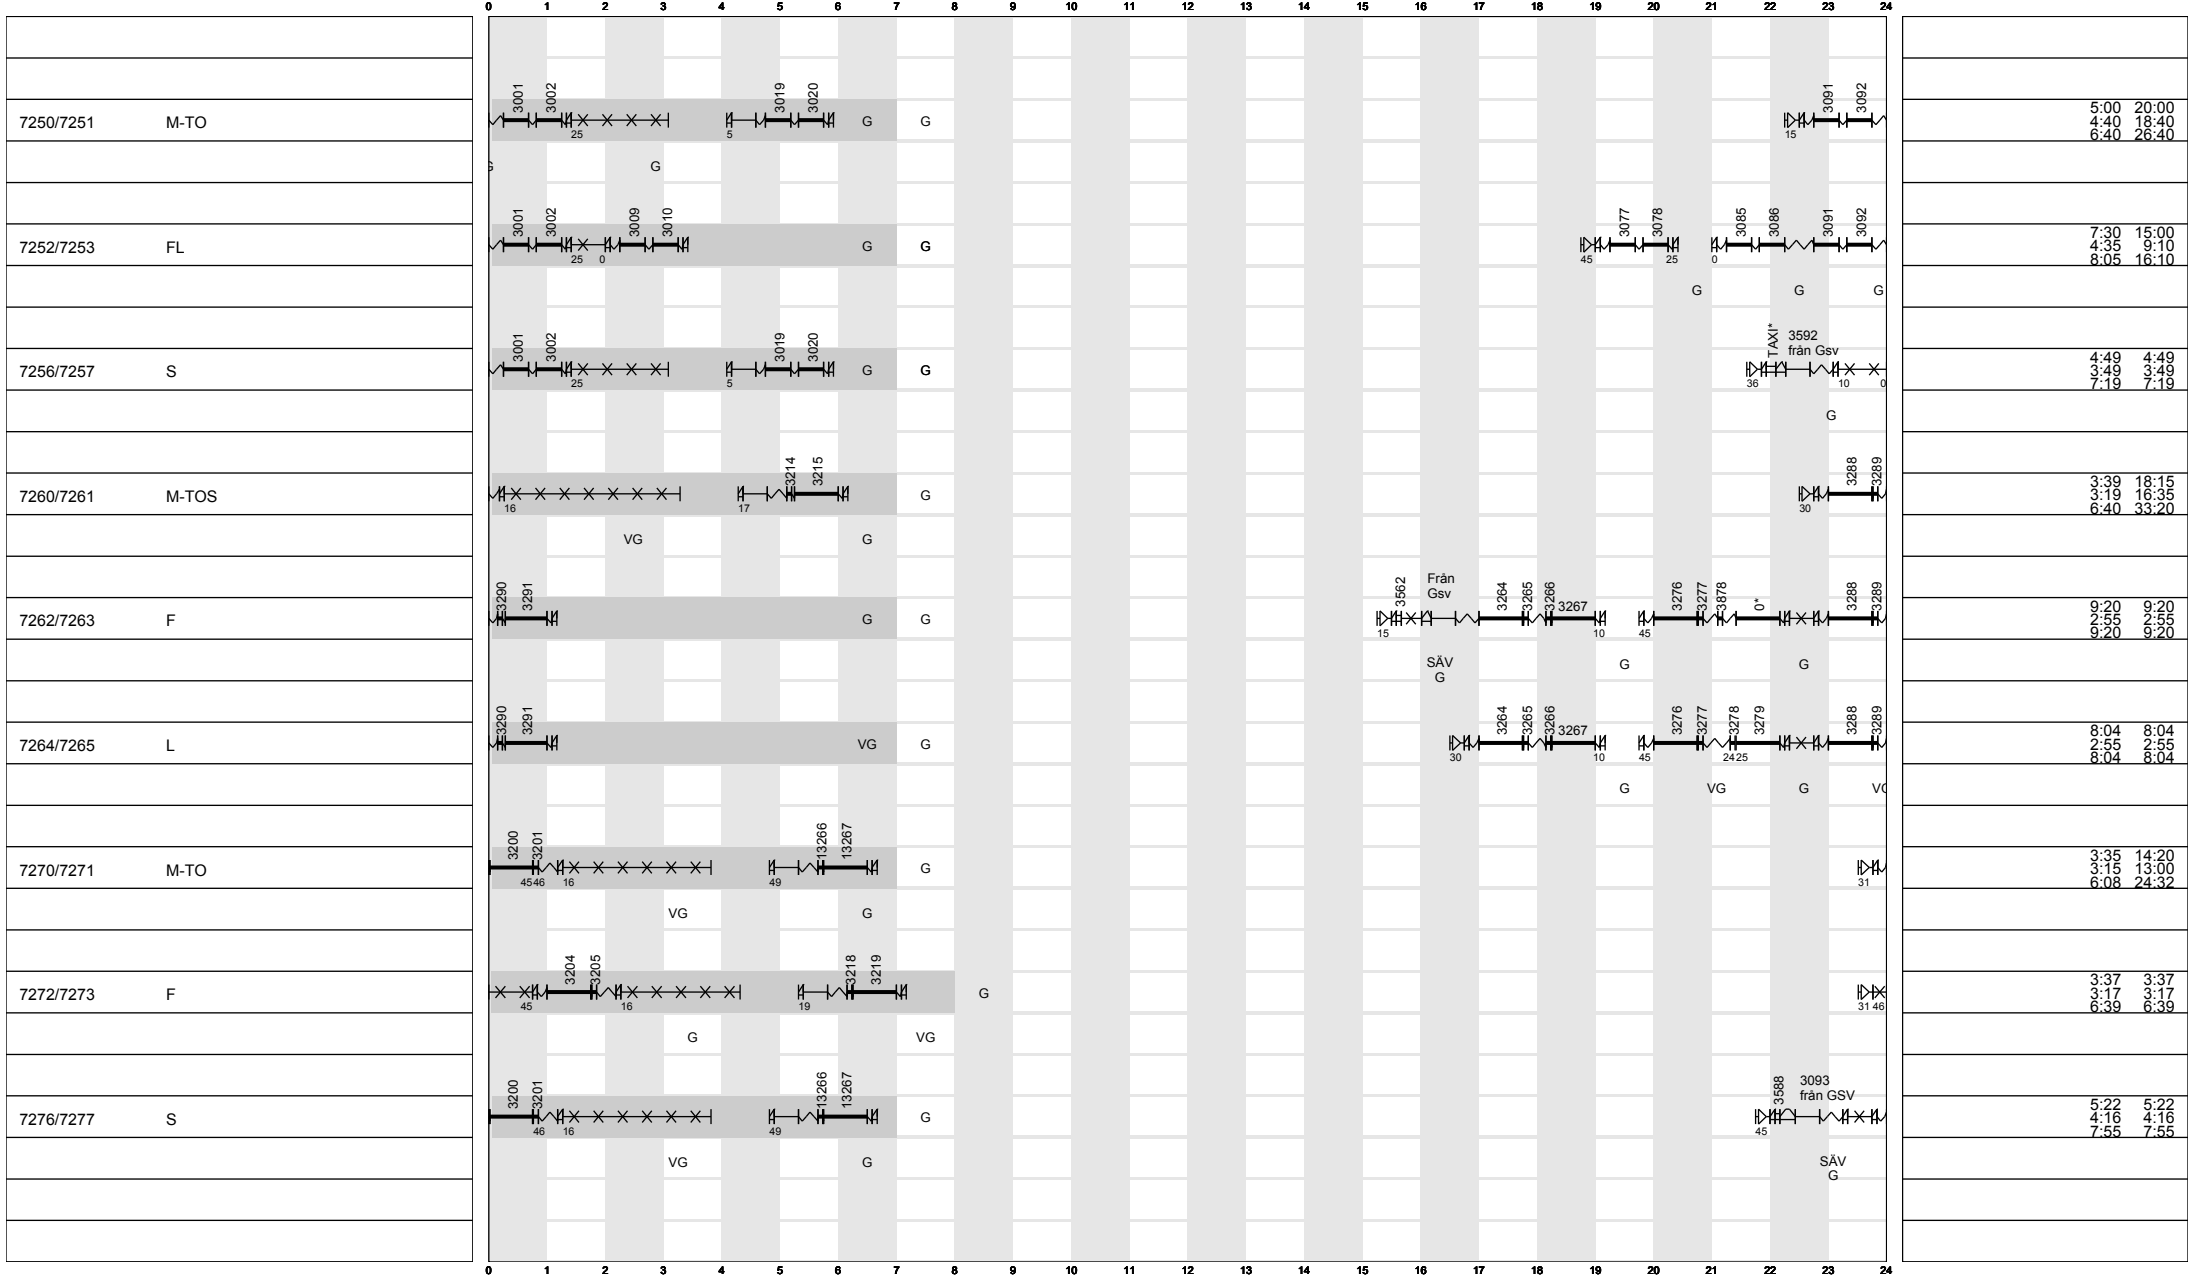 0 1 2 3 4 5 6 7 8 9 10 11 12 13 14 15 16 17 18 19 20 21 22 23 24
3001 3002 3019 3020 3091 3092
7250/7251 M-TO G G 5:00 20:00
4:40 18:40
25 5 15 6:40 26:40
G G
3001 3002 3009 3010 3077 3078 3085 3086 3091 3092
7252/7253 FL G G 7:30 15:00
4:35 9:10
25 0 45 25 0 8:05 16:10
G G G
3001 3002 3019 3020 TAXI* 3592
från Gsv
7256/7257 S G G 4:49 4:49
3:49 3:49
25 5 36 10 0 7:19 7:19
G
3214 3215 3288 3289
7260/7261 M-TOS G 3:39 18:15
3:19 16:35
16 17 30 6:40 33:20
VG G
3290 3291 3562 Från
Gsv
3264 3265 3266 3267 3276 3277 3878 0* 3288 3289
7262/7263 F G G 9:20 9:20
2:55 2:55
15 10 45 9:20 9:20
SÄV G G
G
3290 3291 3264 3265 3266 3267 3276 3277 3278 3279 3288 3289
7264/7265 L VG G 8:04 8:04
2:55 2:55
30 10 45 24 25 8:04 8:04
G VG G VG
3200 3201 13266 13267
7270/7271 M-TO G 3:35 14:20
3:15 13:00
45 46 16 49 31 6:08 24:32
VG G
3204 3205 3218 3219
7272/7273 F G 3:37 3:37
3:17 3:17
45 16 19 31 46 6:39 6:39
G VG
3200 3201 13266 13267 3588 3093
från GSV
7276/7277 S G 5:22 5:22
4:16 4:16
46 16 49 45 7:55 7:55
VG G SÄV
G
0 1 2 3 4 5 6 7 8 9 10 11 12 13 14 15 16 17 18 19 20 21 22 23 24